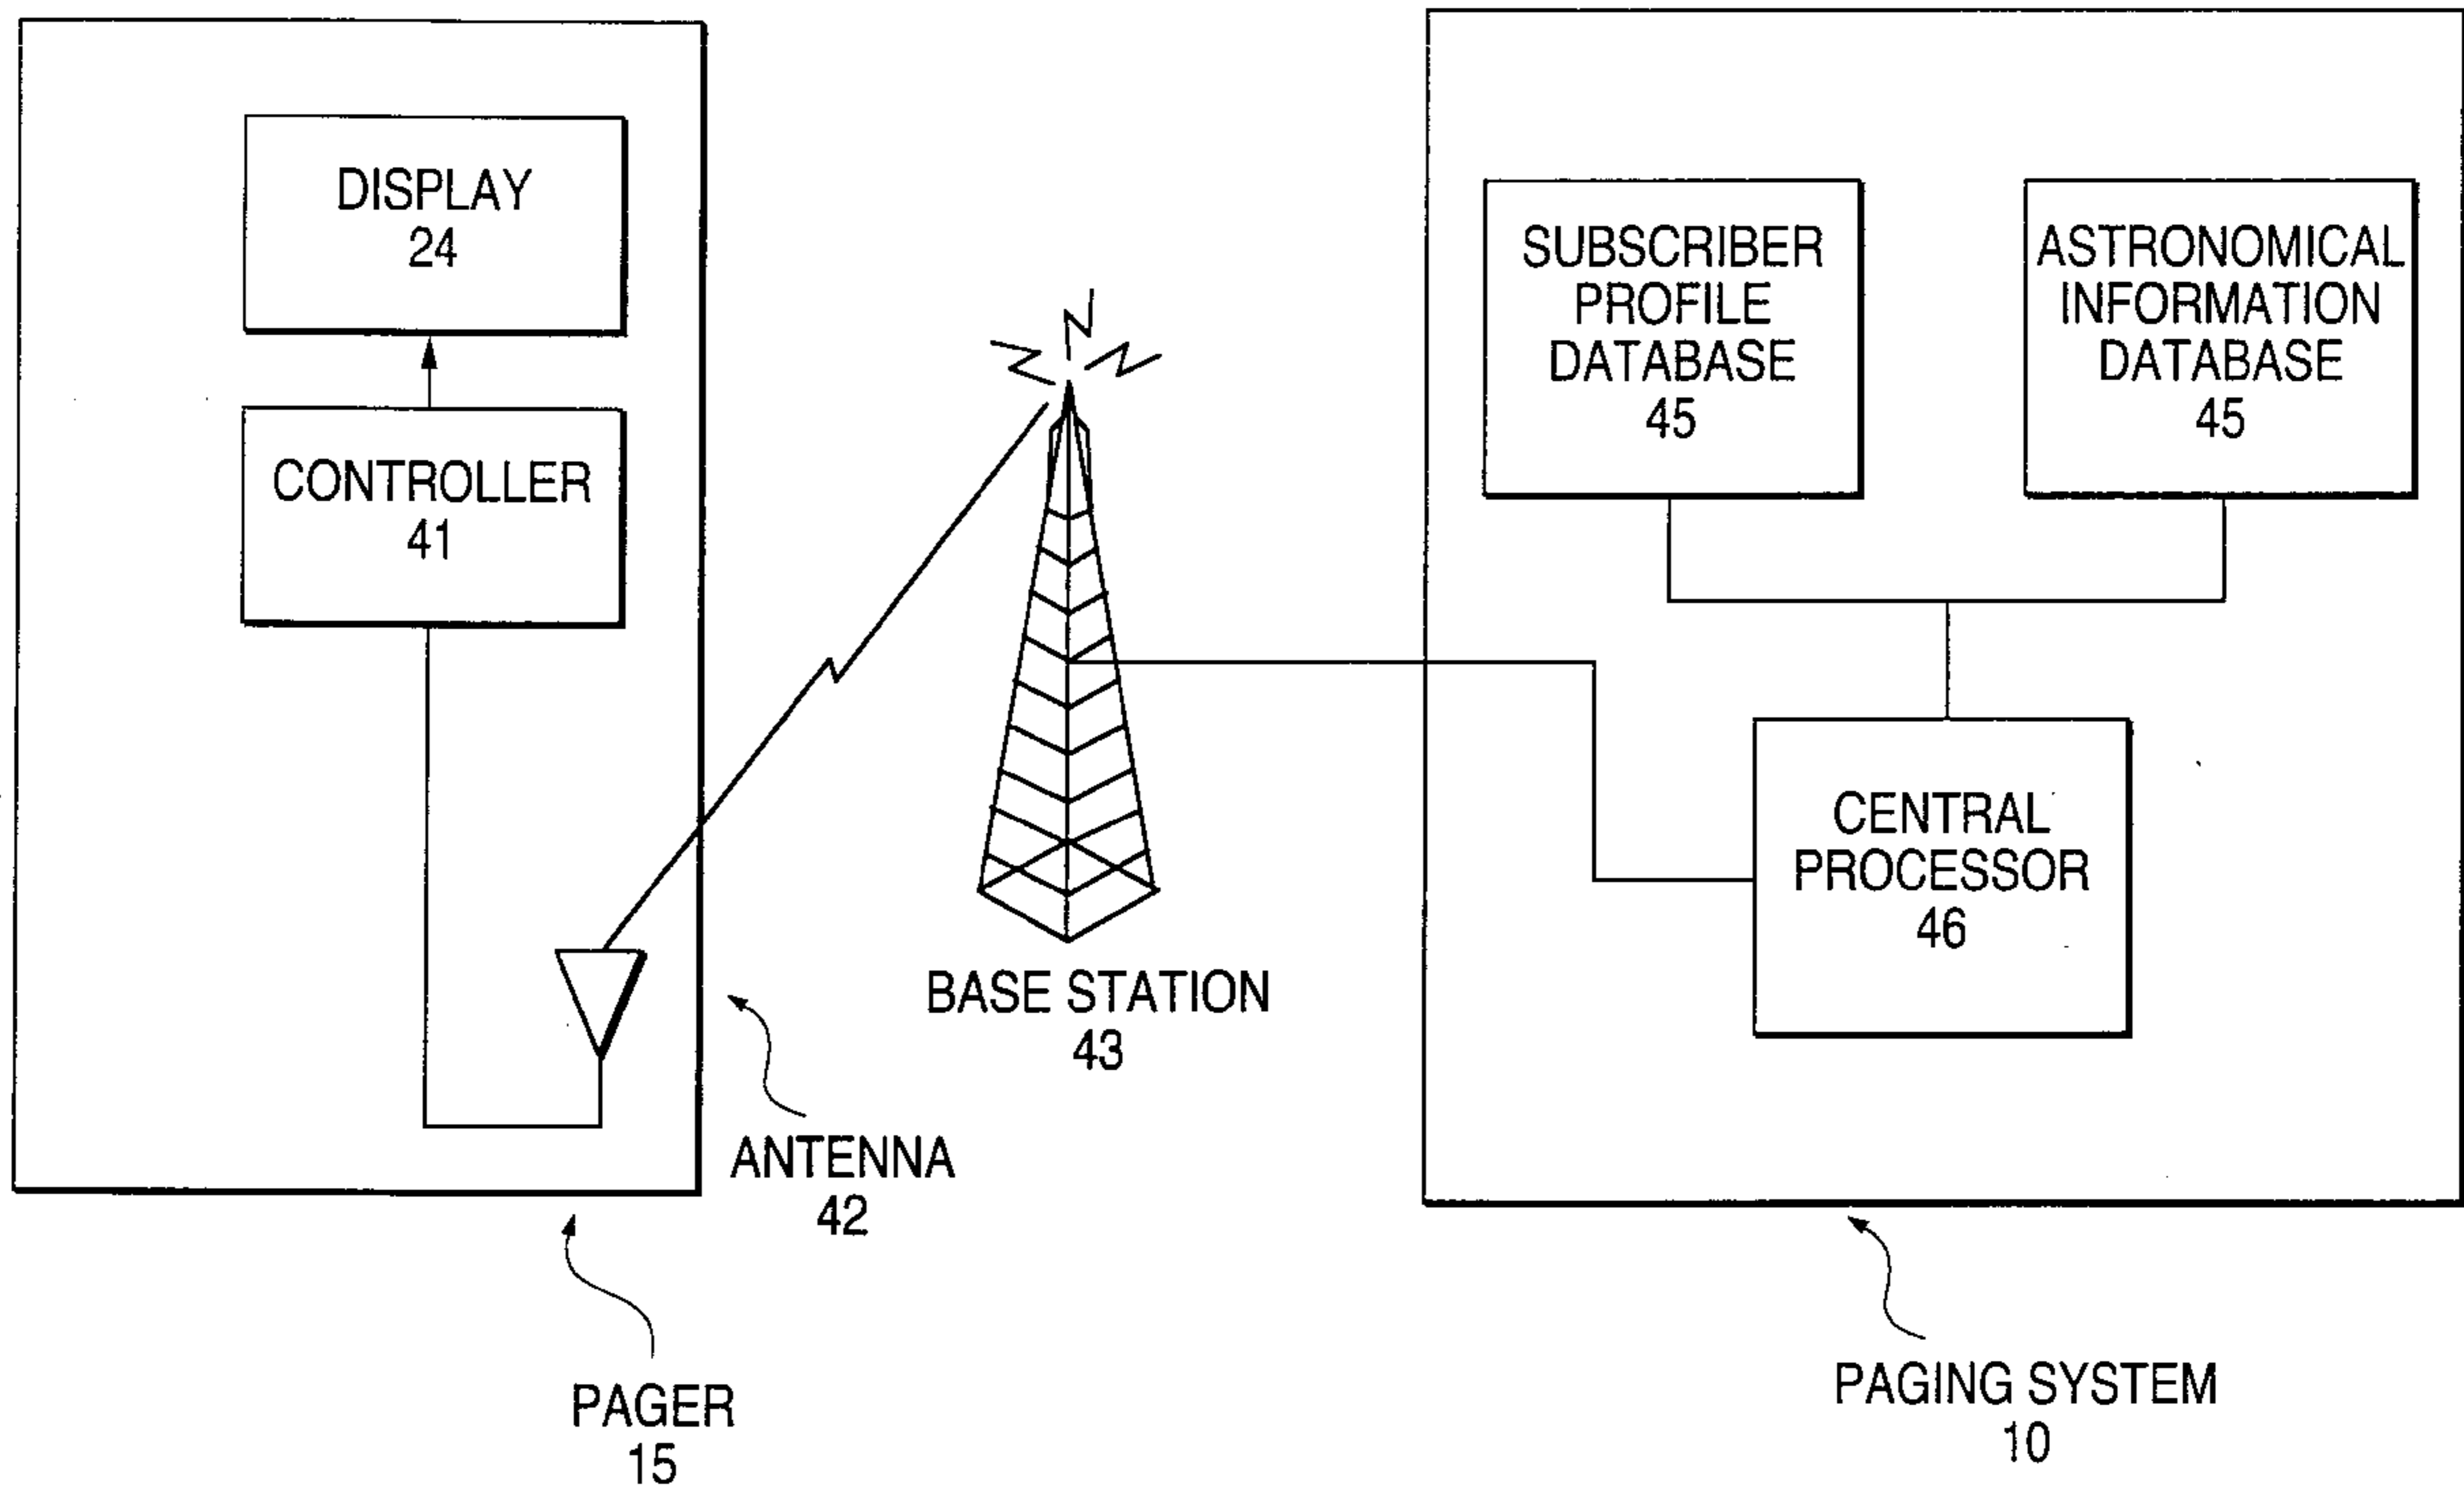 DISPLAY
24
CONTROLLER
41
ANTENNA
42
PAGER
15
BASE STATION
43
SUBSCRIBER
PROFILE
DATABASE
45
ASTRONOMICAL
INFORMATION
DATABASE
45
CENTRAL
PROCESSOR
46
PAGING SYSTEM
10